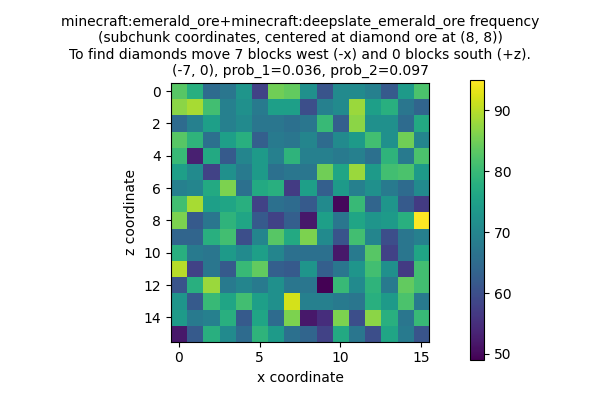 minecraft:emerald_ore+minecraft:deepslate_emerald_ore frequency
(subchunk coordinates, centered at diamond ore at (8, 8))
To find diamonds move 7 blocks west (-x) and 0 blocks south (+z).
(-7, 0), prob_1=0.036, prob_2=0.097
0
2
4
6
8
10
12
14
z coordinate
0
5
10
15
x coordinate
90
80
70
60
50